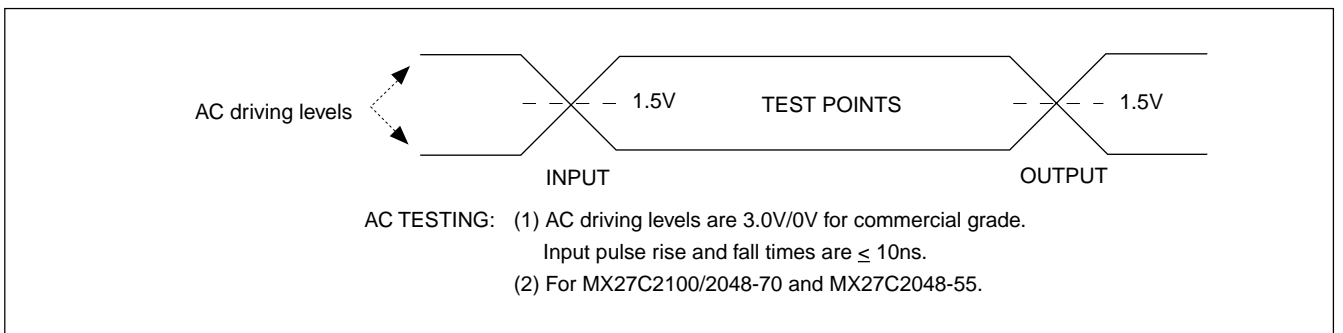 AC driving levels
1.5V
TEST POINTS
1.5V
INPUT
OUTPUT
AC TESTING: (1) AC driving levels are 3.0V/0V for commercial grade.
Input pulse rise and fall times are ≤ 10ns.
(2) For MX27C2100/2048-70 and MX27C2048-55.